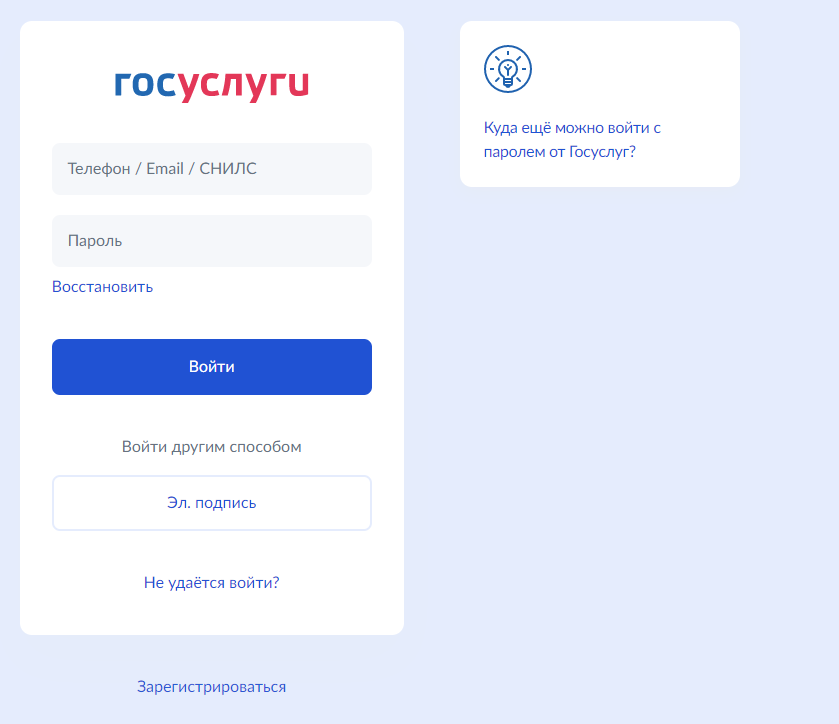 госуслуги
Телефон / Email / СНИЛС
Пароль
Восстановить
Войти
Войти другим способом
Эл. подпись
Не удаётся войти?
Зарегистрироваться
Куда ещё можно войти с
паролем от Госуслуг?